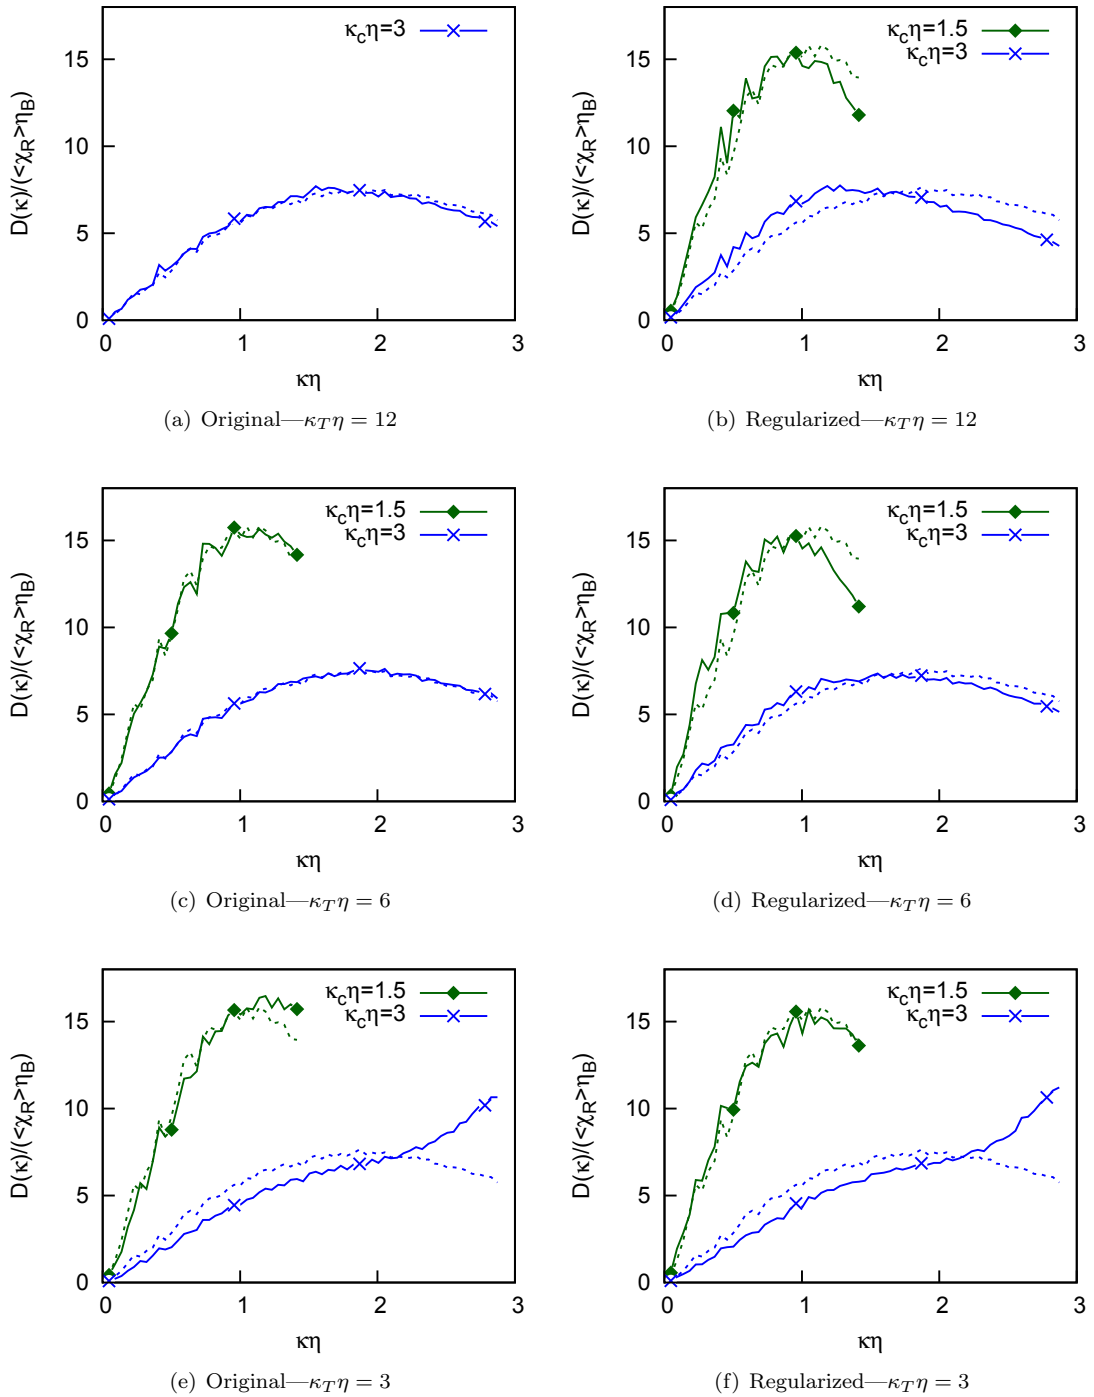 κcη=3
15
10
5
0
D(κ)/(<χR>ηB)
0 1 2 3
κη
(a) Original—κTη = 12
κcη=1.5
κcη=3
15
10
5
0
D(κ)/(<χR>ηB)
0 1 2 3
κη
(b) Regularized—κTη = 12
κcη=1.5
κcη=3
15
10
5
0
D(κ)/(<χR>ηB)
0 1 2 3
κη
(c) Original—κTη = 6
κcη=1.5
κcη=3
15
10
5
0
D(κ)/(<χR>ηB)
0 1 2 3
κη
(d) Regularized—κTη = 6
κcη=1.5
κcη=3
15
10
5
0
D(κ)/(<χR>ηB)
0 1 2 3
κη
(e) Original—κTη = 3
κcη=1.5
κcη=3
15
10
5
0
D(κ)/(<χR>ηB)
0 1 2 3
κη
(f) Regularized—κTη = 3